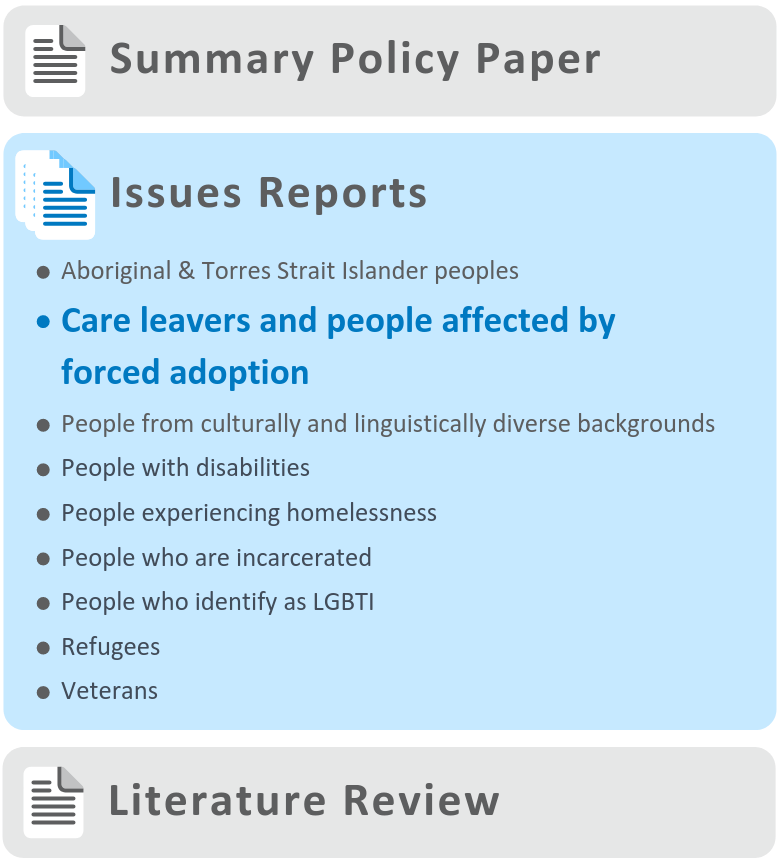 Summary Policy Paper
Issues Reports
• Aboriginal & Torres Strait Islander peoples
• Care leavers and people affected by
forced adoption
• People from culturally and linguistically diverse backgrounds
• People with disabilities
• People experiencing homelessness
• People who are incarcerated
• People who identify as LGBTI
• Refugees
• Veterans
Literature Review